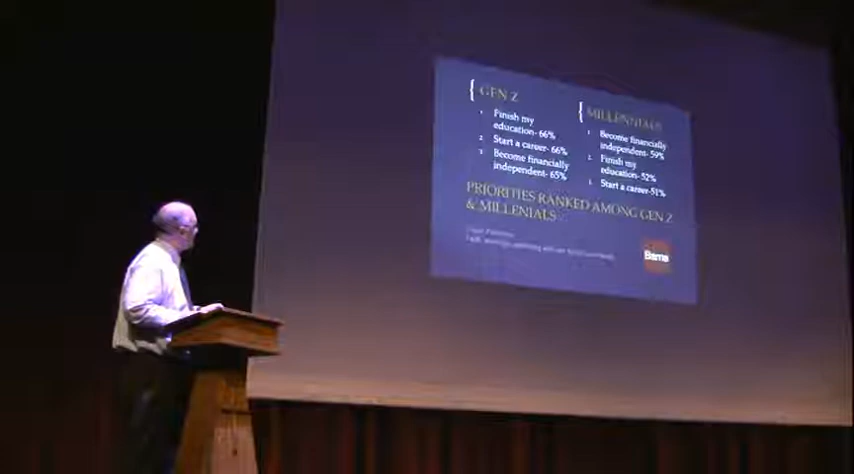 GEN Z
1. Finish my
education- 66%
2. Start a career- 66%
3. Become financially
independent- 65%
MILLENNIALS
1. Become financially
independent- 59%
2. Finish my
education- 52%
3. Start a career-51%
PRIORITIES RANKED AMONG GEN Z
& MILLENIALS
Barna